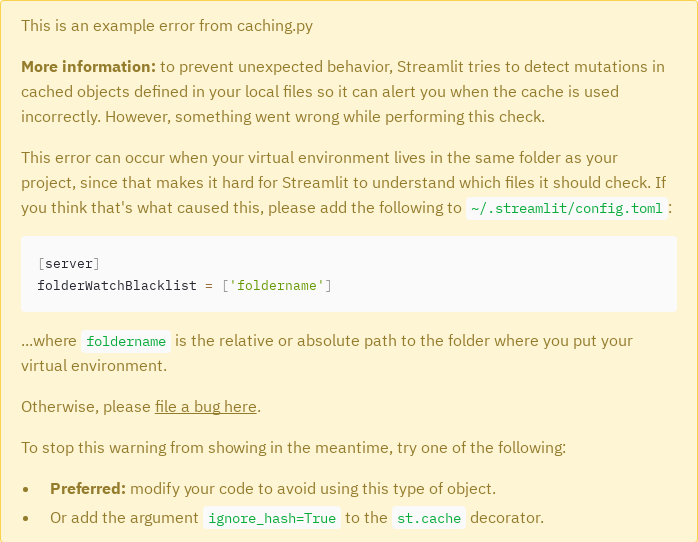 This is an example error from caching.py
More information: to prevent unexpected behavior, Streamlit tries to detect mutations in
cached objects defined in your local files so it can alert you when the cache is used
incorrectly. However, something went wrong while performing this check.
This error can occur when your virtual environment lives in the same folder as your
project, since that makes it hard for Streamlit to understand which files it should check. If
you think that's what caused this, please add the following to ~/.streamlit/config.toml:
[server]
folderWatchBlacklist = ['foldername']
...where foldername is the relative or absolute path to the folder where you put your
virtual environment.
Otherwise, please file a bug here.
To stop this warning from showing in the meantime, try one of the following:
• Preferred: modify your code to avoid using this type of object.
• Or add the argument ignore_hash=True to the st.cache decorator.